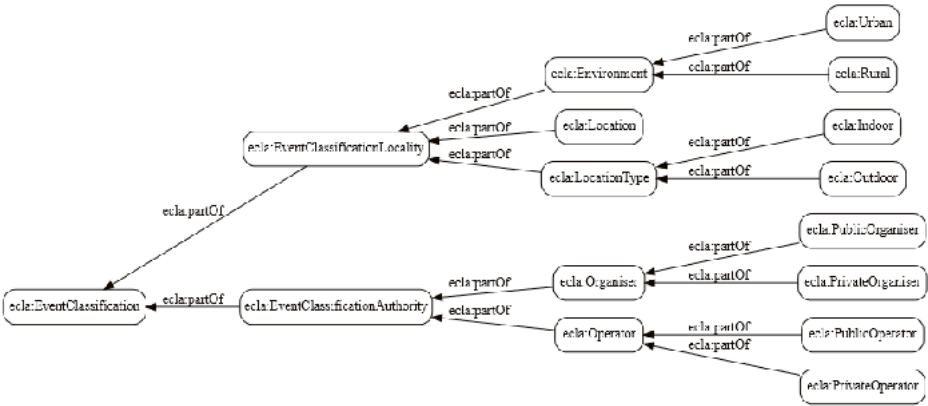 ecla:Urban
ecla:partOf
ecla:Environment
ecla:partOf
ecla:Rural
ecla:partOf
ecla:Location
ecla:partOf
ecla:Indoor
ecla:partOf
ecla:EventClassificationLocality
ecla:partOf
ecla:LocationType
ecla:partOf
ecla:Outdoor
ecla:partOf
ecla:PublicOrganiser
ecla:partOf
ecla:EventClassification
ecla:partOf
ecla:EventClassificationAuthority
ecla:partOf
ecla:Organiser
ecla:partOf
ecla:PrivateOrganiser
ecla:partOf
ecla:Operator
ecla:partOf
ecla:PublicOperator
ecla:partOf
ecla:PrivateOperator